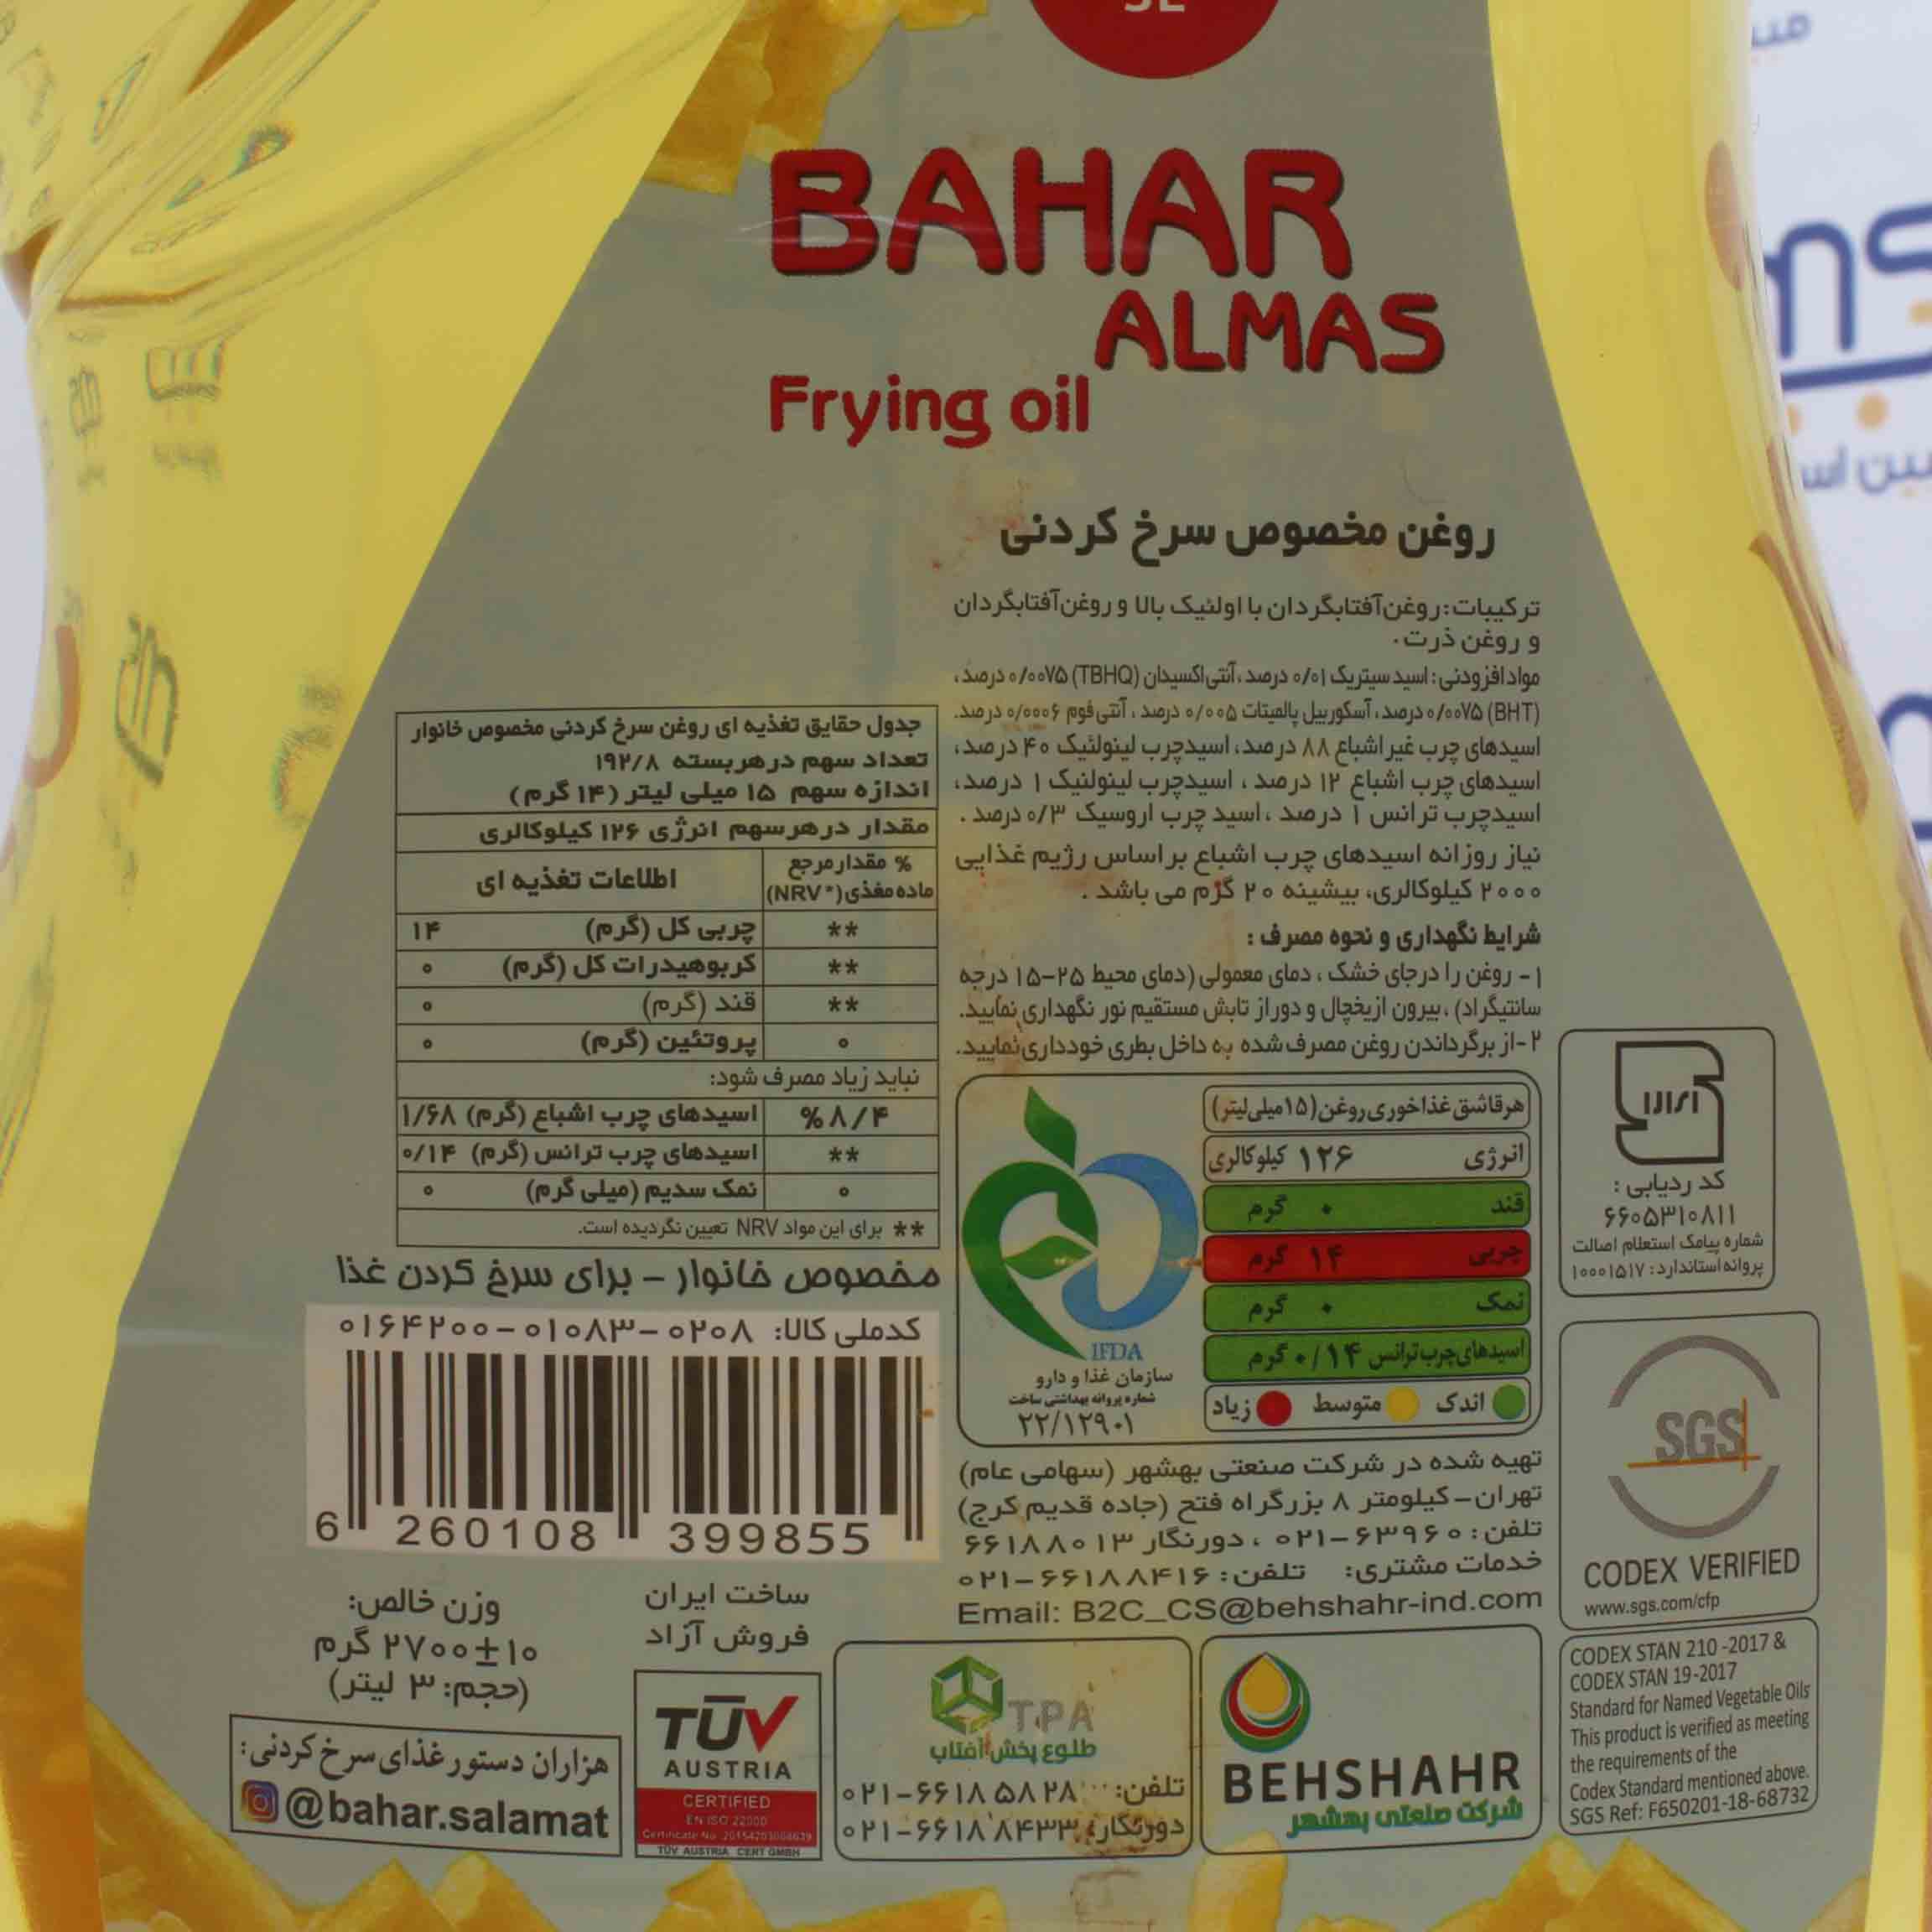 BAHAR
ALMAS
Frying oil
روغن مخصوص سرخ کردنی
ترکیبات: روغن آفتابگردان با اولئیک بالا و روغن آفتابگردان
و روغن ذرت.
مواد افزودنی: اسید سیتریک ۰/۰۱ درصد، آنتی اکسیدان (TBHQ) ۰/۰۰۷۵ درصد،
(BHT) ۰/۰۰۷۵ درصد، آسکوربیل پالمیتات ۰/۰۰۵ درصد، آنتی فوم ۰/۰۰۰۶ درصد.
اسیدهای چرب غیر اشباع ۸۸ درصد، اسیدچرب لینولئیک ۴۰ درصد،
اسیدهای چرب اشباع ۱۲ درصد، اسیدچرب لینولنیک ۱ درصد،
اسیدچرب ترانس ۱ درصد، اسید چرب اروسیک ۰/۳ درصد.
نیاز روزانه اسیدهای چرب اشباع براساس رژیم غذایی
۲۰۰۰ کیلوکالری، بیشینه ۲۰ گرم می باشد.
شرایط نگهداری و نحوه مصرف:
۱- روغن را درجای خشک، دمای معمولی (دمای محیط ۲۵-۱۵ درجه
سانتیگراد)، بیرون از یخچال و دور از تابش مستقیم نور نگهداری نمایید.
۲- از برگرداندن روغن مصرف شده به داخل بطری خودداری نمایید.
جدول حقایق تغذیه ای روغن سرخ کردنی مخصوص خانوار
تعداد سهم درهر بسته ۱۹۲/۸
اندازه سهم ۱۵ میلی لیتر (۱۴ گرم)
مقدار درهر سهم انرژی ۱۲۶ کیلوکالری
% مقدار مرجع ماده مغذی (*NRV) اطلاعات تغذیه ای
** چربی کل (گرم) ۱۴
** کربوهیدرات کل (گرم) ۰
** قند (گرم) ۰
۰ پروتئین (گرم) ۰
نباید زیاد مصرف شود:
%۸/۴ اسیدهای چرب اشباع (گرم) ۱/۶۸
** اسیدهای چرب ترانس (گرم) ۰/۱۴
۰ نمک سدیم (میلی گرم) ۰
** برای این مواد NRV تعیین نگردیده است.
مخصوص خانوار – برای سرخ کردن غذا
کدملی کالا: ۰۲۰۸-۰۱۰۸۳-۰۱۶۴۲۰۰
6 260108 399855
هر قاشق غذاخوری روغن (۱۵ میلی لیتر)
انرژی ۱۲۶ کیلو کالری
قند ۰ گرم
چربی ۱۴ گرم
نمک ۰ گرم
اسیدهای چرب ترانس ۰/۱۴ گرم
اندک متوسط زیاد
IFDA
سازمان غذا و دارو
شماره پروانه بهداشتی ساخت
۲۲/۱۲۹۰۱
کد ردیابی:
۶۶۰۵۳۱۰۸۱۱
شماره پیامک استعلام اصالت
پروانه استاندارد: ۱۰۰۰۱۵۱۷
SGS
CODEX VERIFIED
www.sgs.com/cfp
CODEX STAN 210 -2017 &
CODEX STAN 19-2017
Standard for Named Vegetable Oils
This product is verified as meeting
the requirements of the
Codex Standard mentioned above.
SGS Ref: F650201-18-68732
تهیه شده در شرکت صنعتی بهشهر (سهامی عام)
تهران-کیلومتر ۸ بزرگراه فتح (جاده قدیم کرج)
تلفن: ۶۳۹۶۰-۰۲۱، دورنگار ۶۶۱۸۸۰۱۳
خدمات مشتری: تلفن: ۶۶۱۸۸۴۱۶-۰۲۱
Email: B2C_CS@behshahr-ind.com
وزن خالص:
۲۷۰۰±۱۰ گرم
(حجم: ۳ لیتر)
ساخت ایران
فروش آزاد
هزاران دستور غذای سرخ کردنی:
@bahar.salamat
TÜV
AUSTRIA
CERTIFIED
EN ISO 22000
TÜV AUSTRIA CERT GMBH
TPA
طلوع پخش آفتاب
تلفن: ۶۶۱۸۵۸۲۸-۰۲۱
دورنگار: ۶۶۱۸۸۴۳۳-۰۲۱
BEHSHAHR
شرکت صنعتی بهشهر